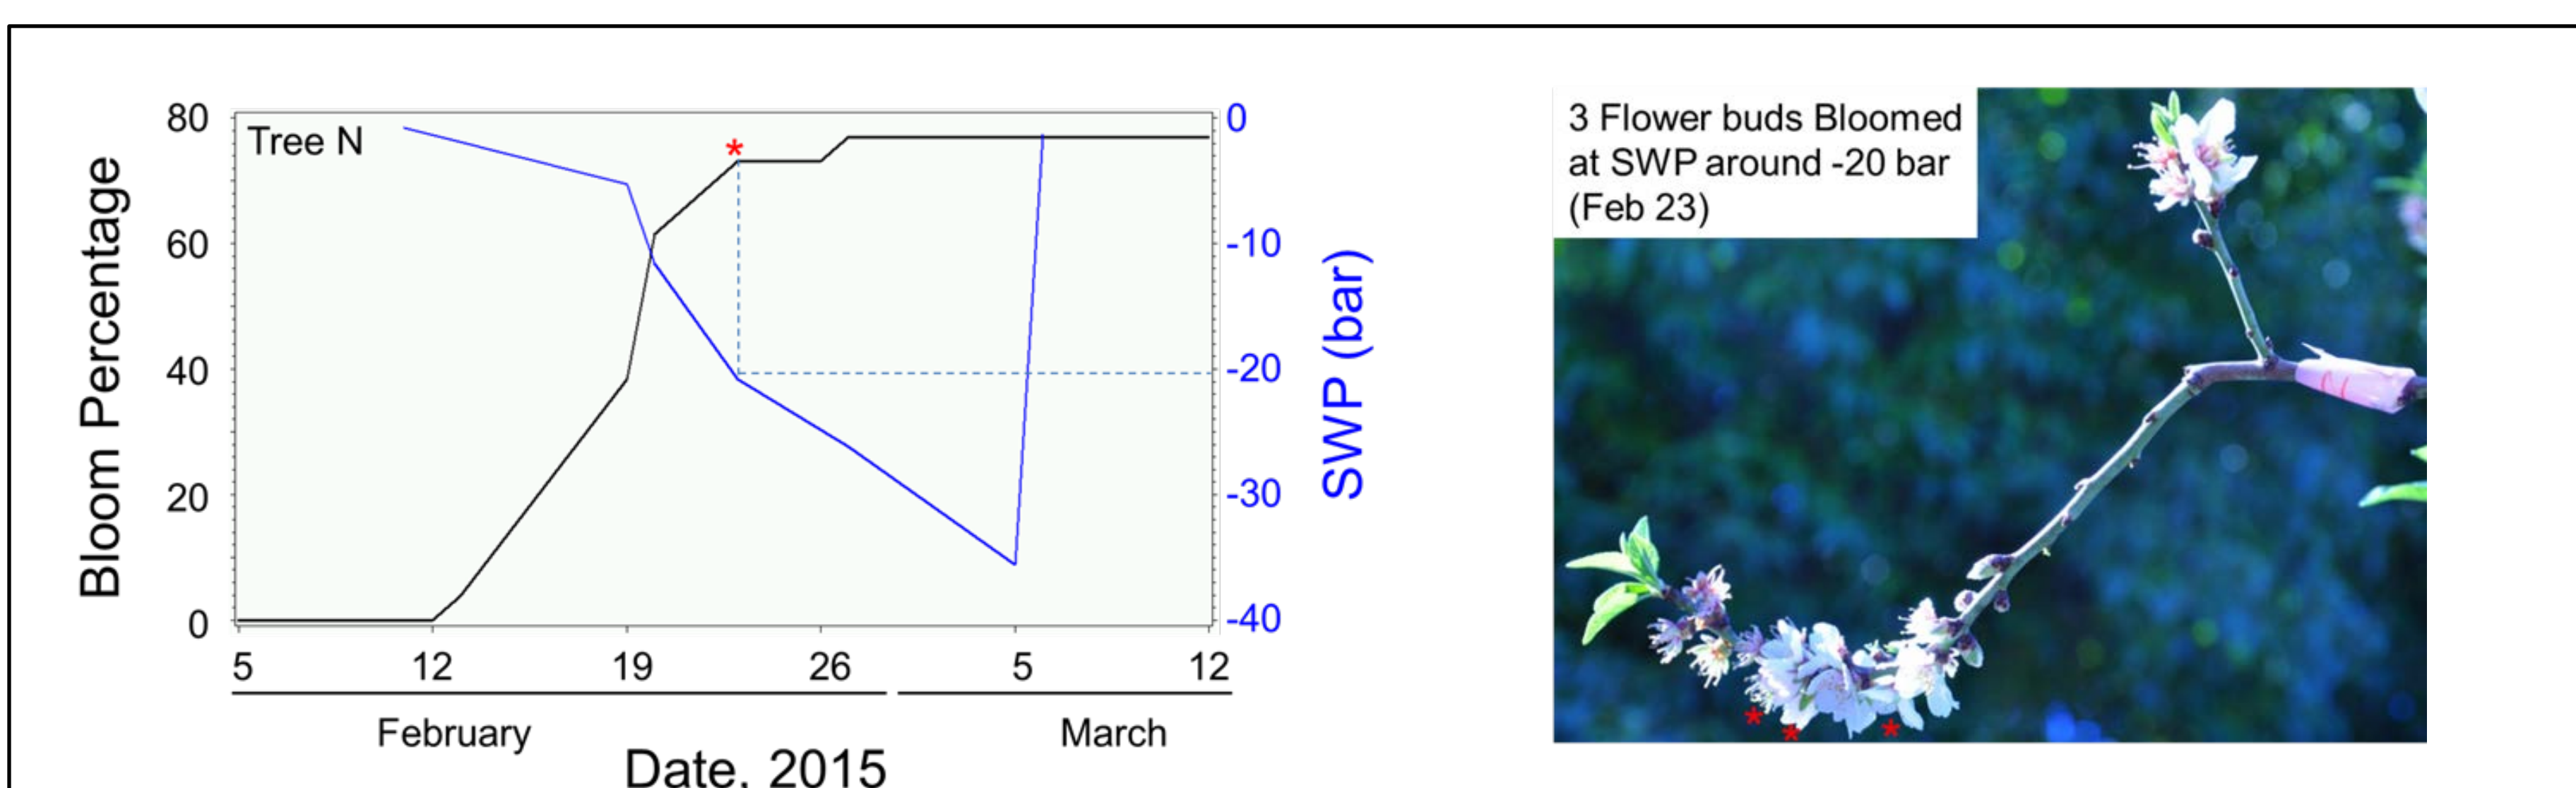 Tree N
*
Bloom Percentage
80
60
40
20
0
0
-10
-20
-30
-40
SWP (bar)
5 12 19 26 5 12
February March
Date, 2015
3 Flower buds Bloomed
at SWP around -20 bar
(Feb 23)
* * *